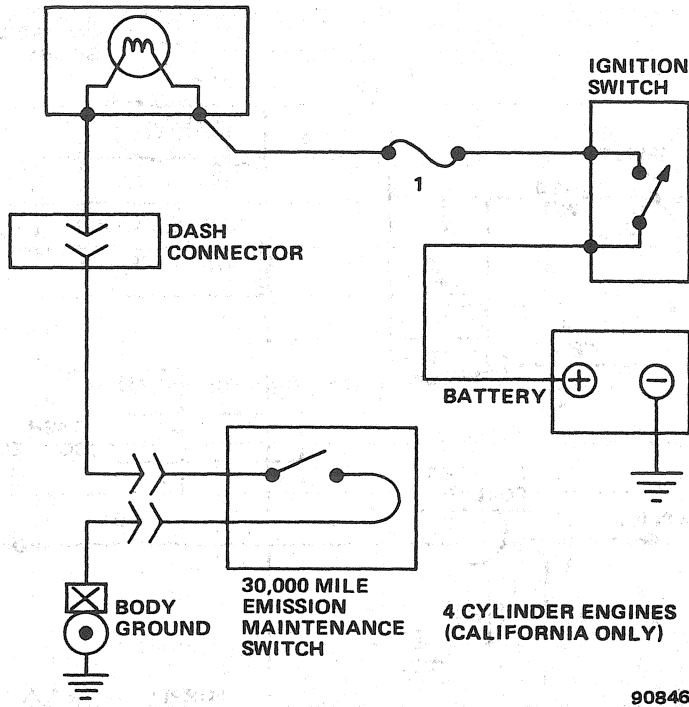 IGNITION
SWITCH
1
DASH
CONNECTOR
BATTERY
30,000 MILE
EMISSION
MAINTENANCE
SWITCH
BODY
GROUND
4 CYLINDER ENGINES
(CALIFORNIA ONLY)
90846